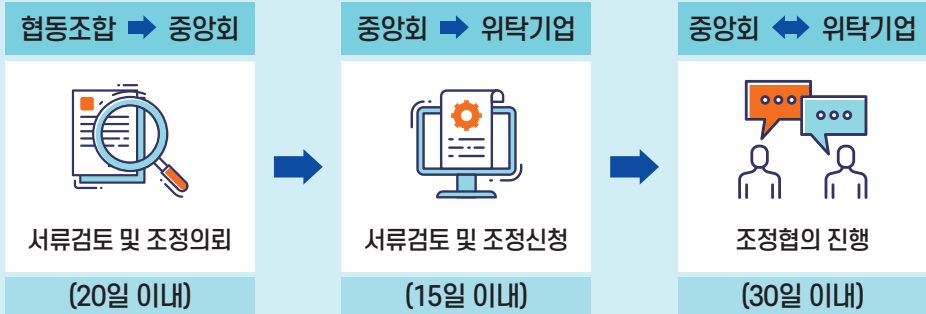 협동조합 ➡ 중앙회
중앙회 ➡ 위탁기업
중앙회 ⬌ 위탁기업
서류검토 및 조정의뢰
서류검토 및 조정신청
조정협의 진행
(20일 이내)
(15일 이내)
(30일 이내)